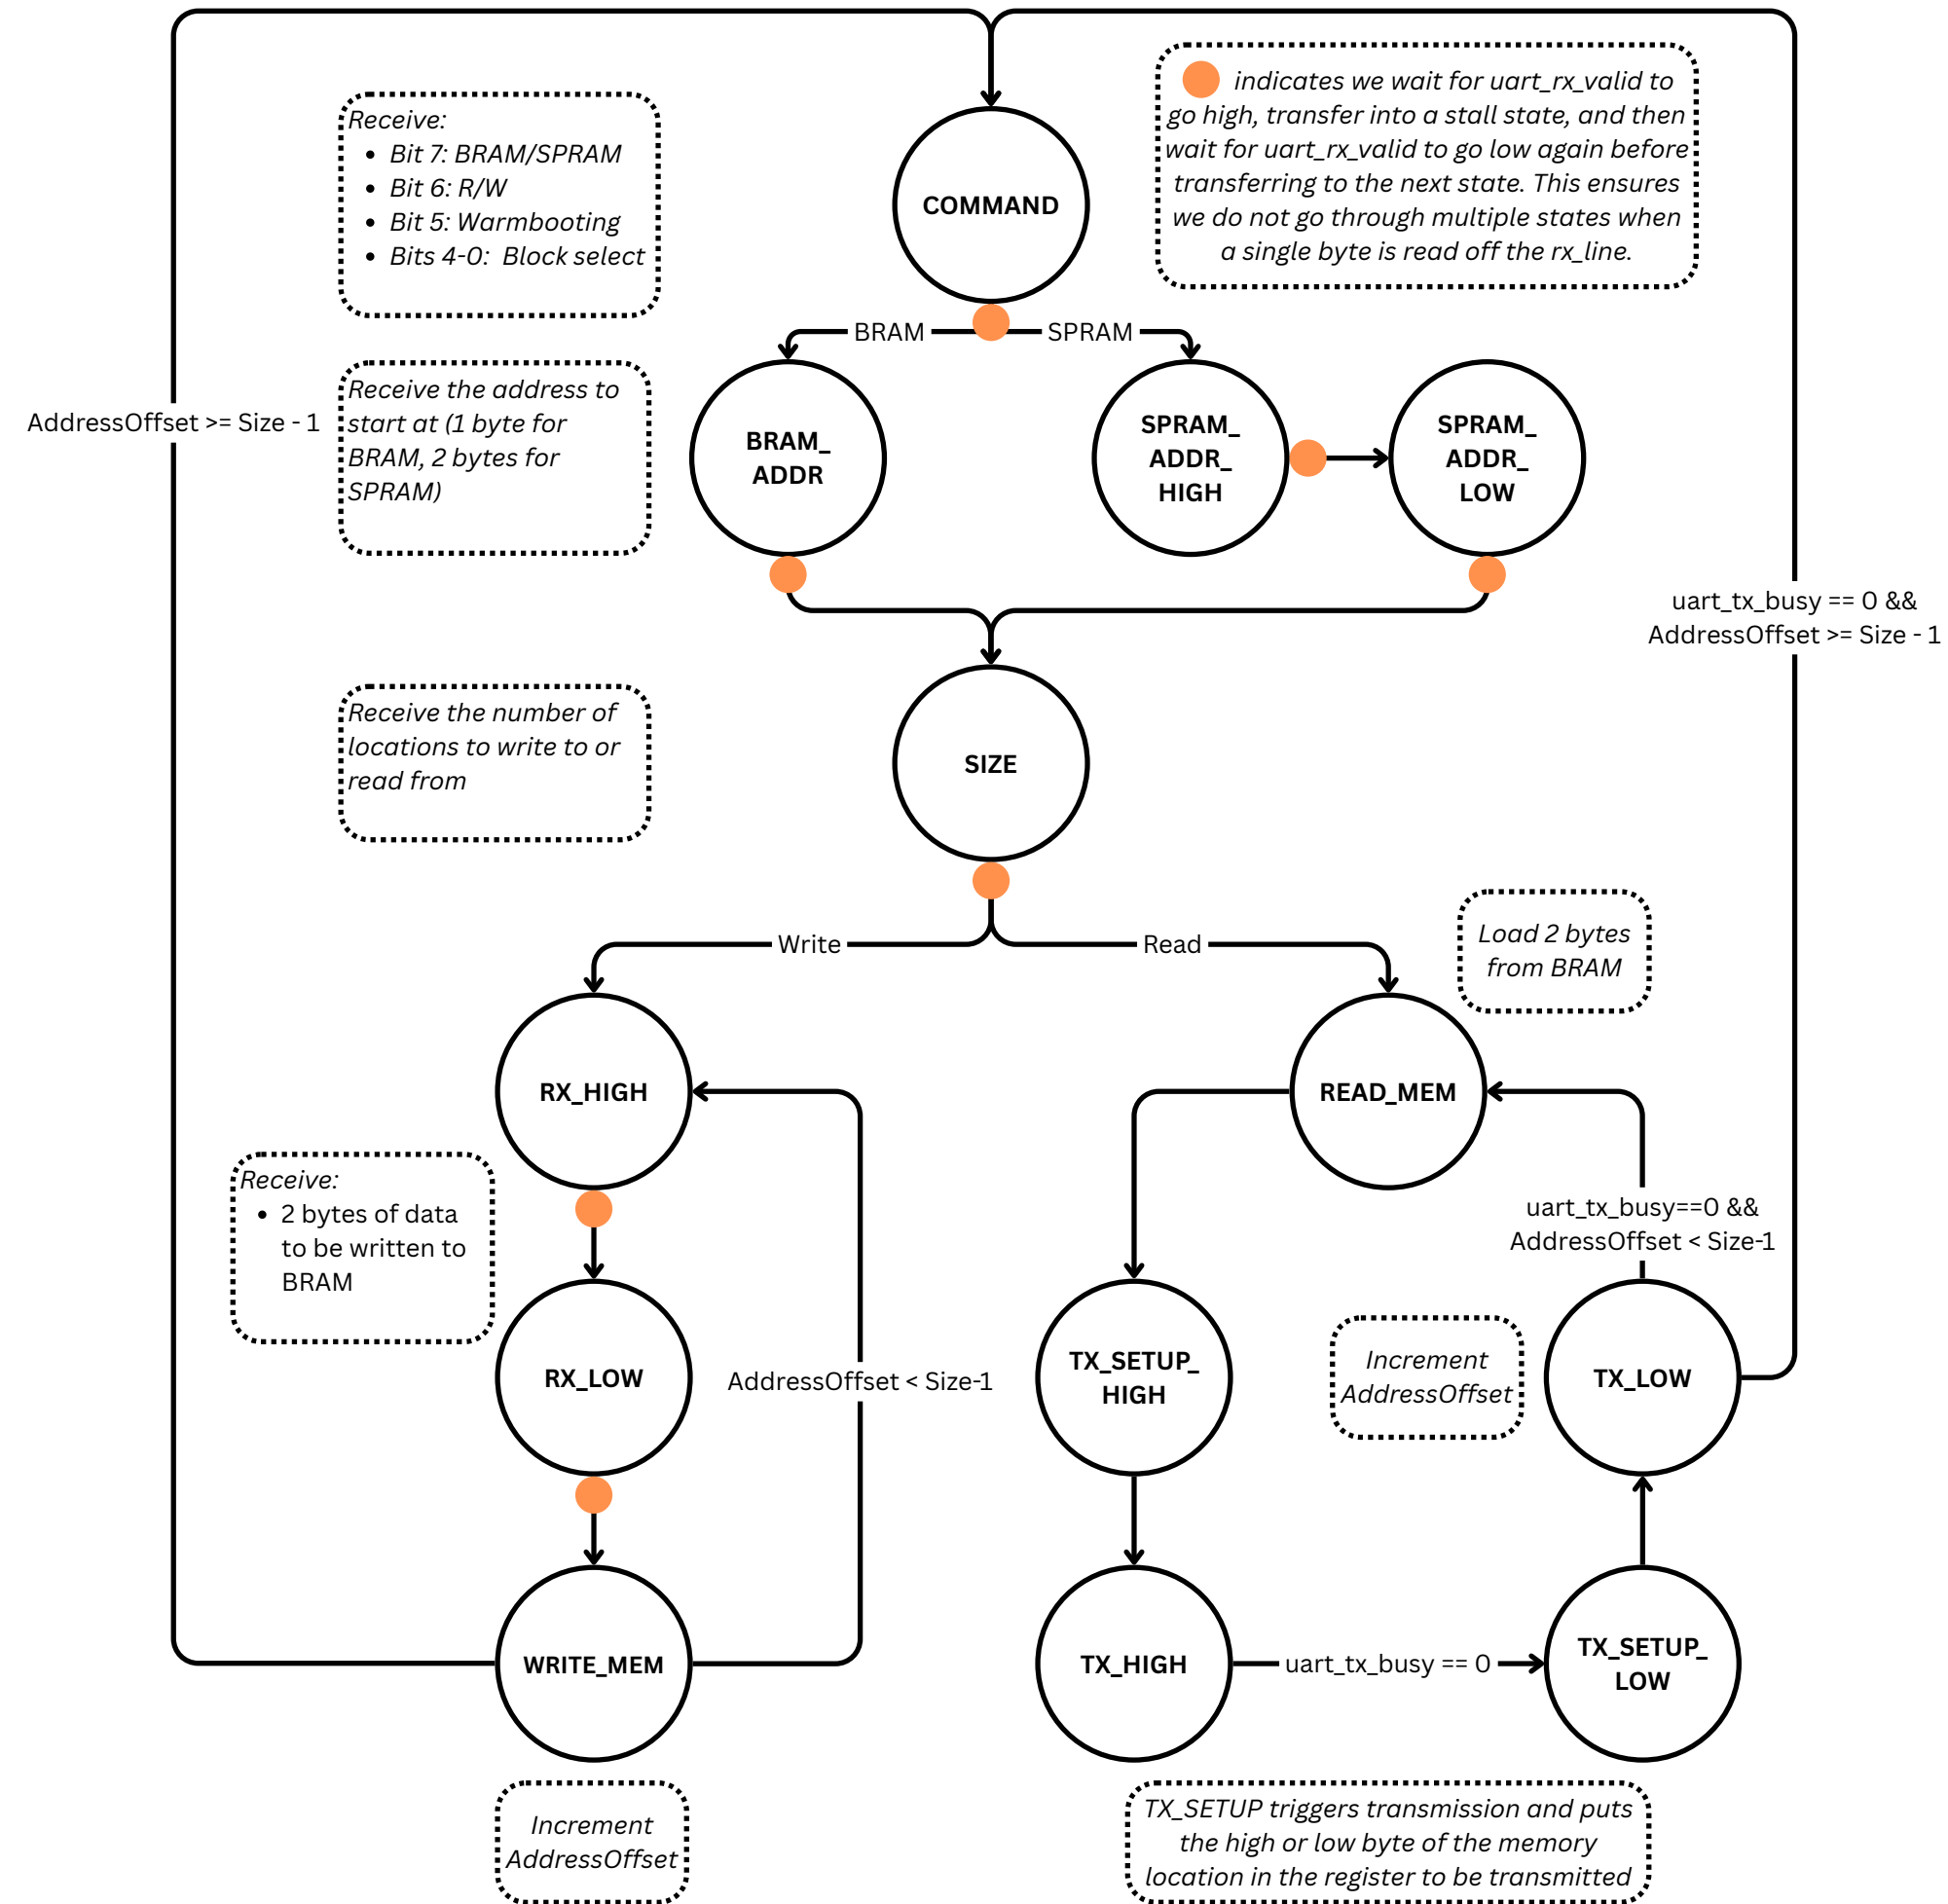 Receive:
• Bit 7: BRAM/SPRAM
• Bit 6: R/W
• Bit 5: Warmbooting
• Bits 4-0: Block select
indicates we wait for uart_rx_valid to
go high, transfer into a stall state, and then
wait for uart_rx_valid to go low again before
transferring to the next state. This ensures
we do not go through multiple states when
a single byte is read off the rx_line.
COMMAND
BRAM
SPRAM
AddressOffset >= Size - 1
Receive the address to
start at (1 byte for
BRAM, 2 bytes for
SPRAM)
BRAM_
ADDR
SPRAM_
ADDR_
HIGH
SPRAM_
ADDR_
LOW
uart_tx_busy == 0 &&
AddressOffset >= Size - 1
Receive the number of
locations to write to or
read from
SIZE
Write
Read
Load 2 bytes
from BRAM
RX_HIGH
READ_MEM
Receive:
• 2 bytes of data
to be written to
BRAM
uart_tx_busy==0 &&
AddressOffset < Size-1
RX_LOW
AddressOffset < Size-1
TX_SETUP_
HIGH
Increment
AddressOffset
TX_LOW
WRITE_MEM
TX_HIGH
uart_tx_busy == 0
TX_SETUP_
LOW
Increment
AddressOffset
TX_SETUP triggers transmission and puts
the high or low byte of the memory
location in the register to be transmitted